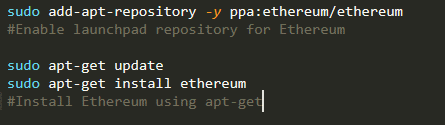 sudo add-apt-repository -y ppa:ethereum/ethereum
#Enable launchpad repository for Ethereum
sudo apt-get update
sudo apt-get install ethereum
#Install Ethereum using apt-get